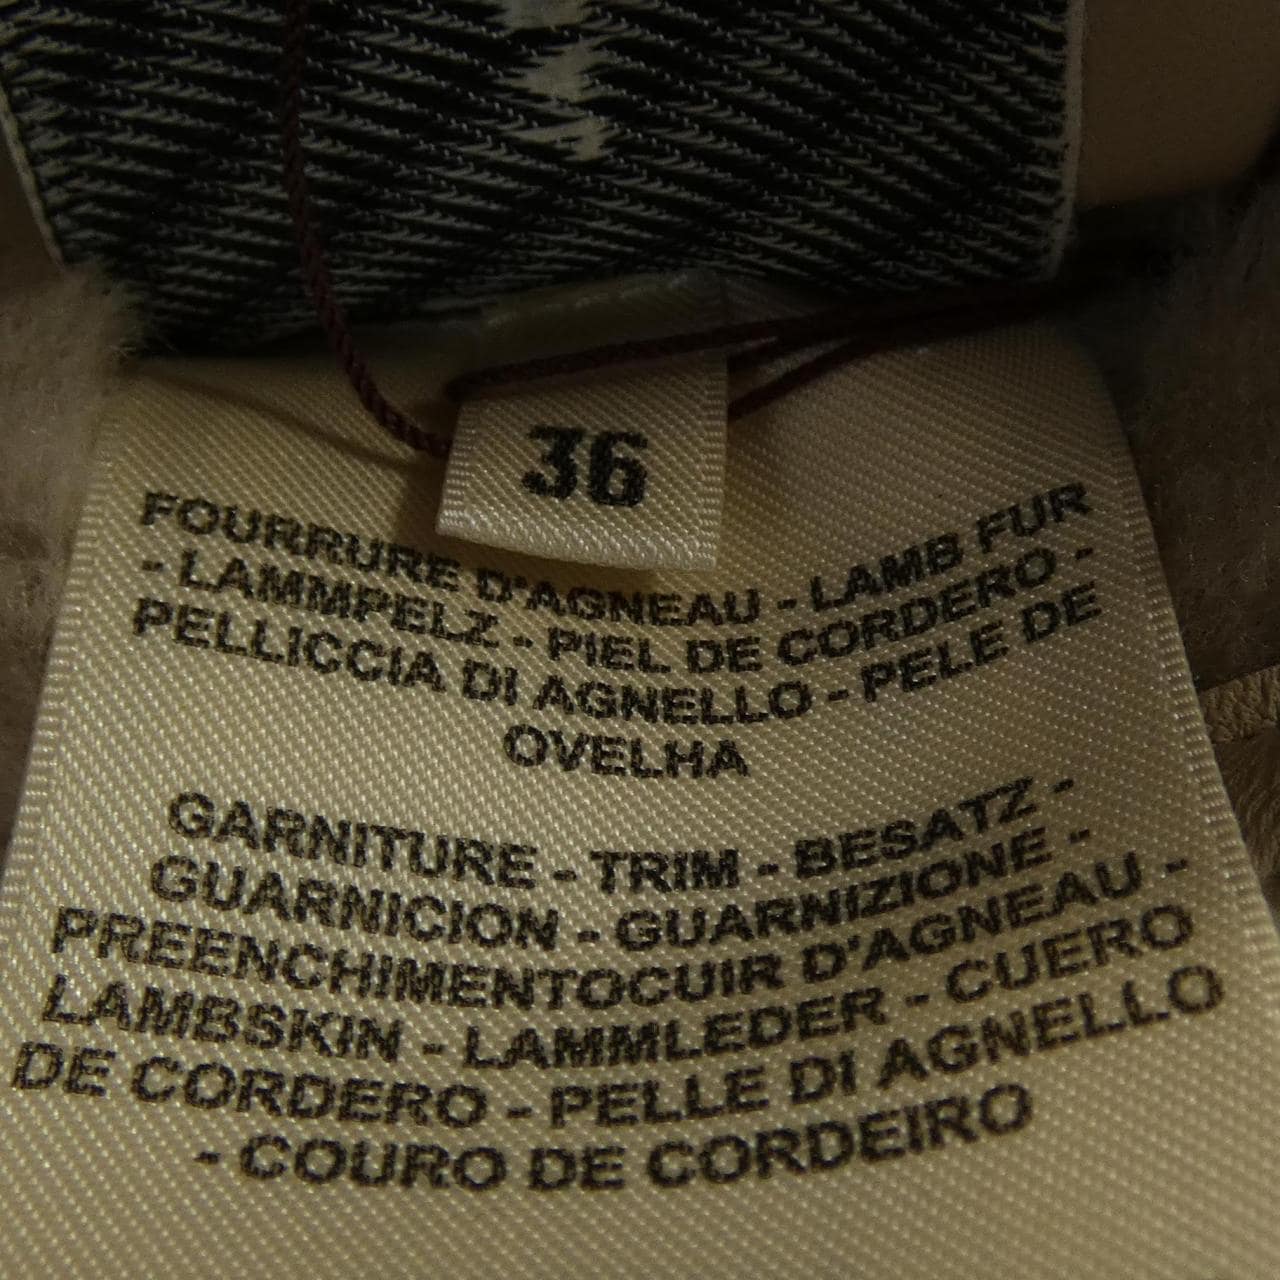 36
FOURRURE D'AGNEAU - LAMB FUR
- LAMMPELZ - PIEL DE CORDERO -
PELLICCIA DI AGNELLO - PELE DE
OVELHA
GARNITURE - TRIM - BESATZ -
GUARNICION - GUARNIZIONE -
PREENCHIMENTOCUIR D'AGNEAU -
LAMBSKIN - LAMMLEDER - CUERO
DE CORDERO - PELLE DI AGNELLO
- COURO DE CORDEIRO